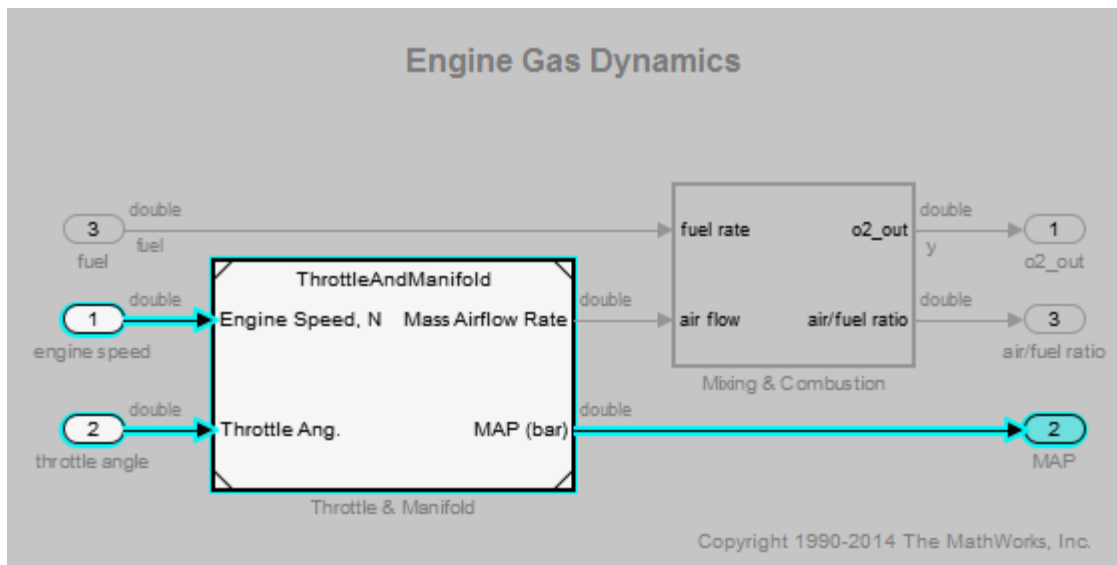 Engine Gas Dynamics
double
3
fuel
fuel
fuel rate
o2_out
double
y
1
o2_out
ThrottleAndManifold
double
1
engine speed
Engine Speed, N
Mass Airflow Rate
double
air flow
air/fuel ratio
double
3
air/fuel ratio
Mixing & Combustion
double
2
throttle angle
Throttle Ang.
MAP (bar)
double
2
MAP
Throttle & Manifold
Copyright 1990-2014 The MathWorks, Inc.